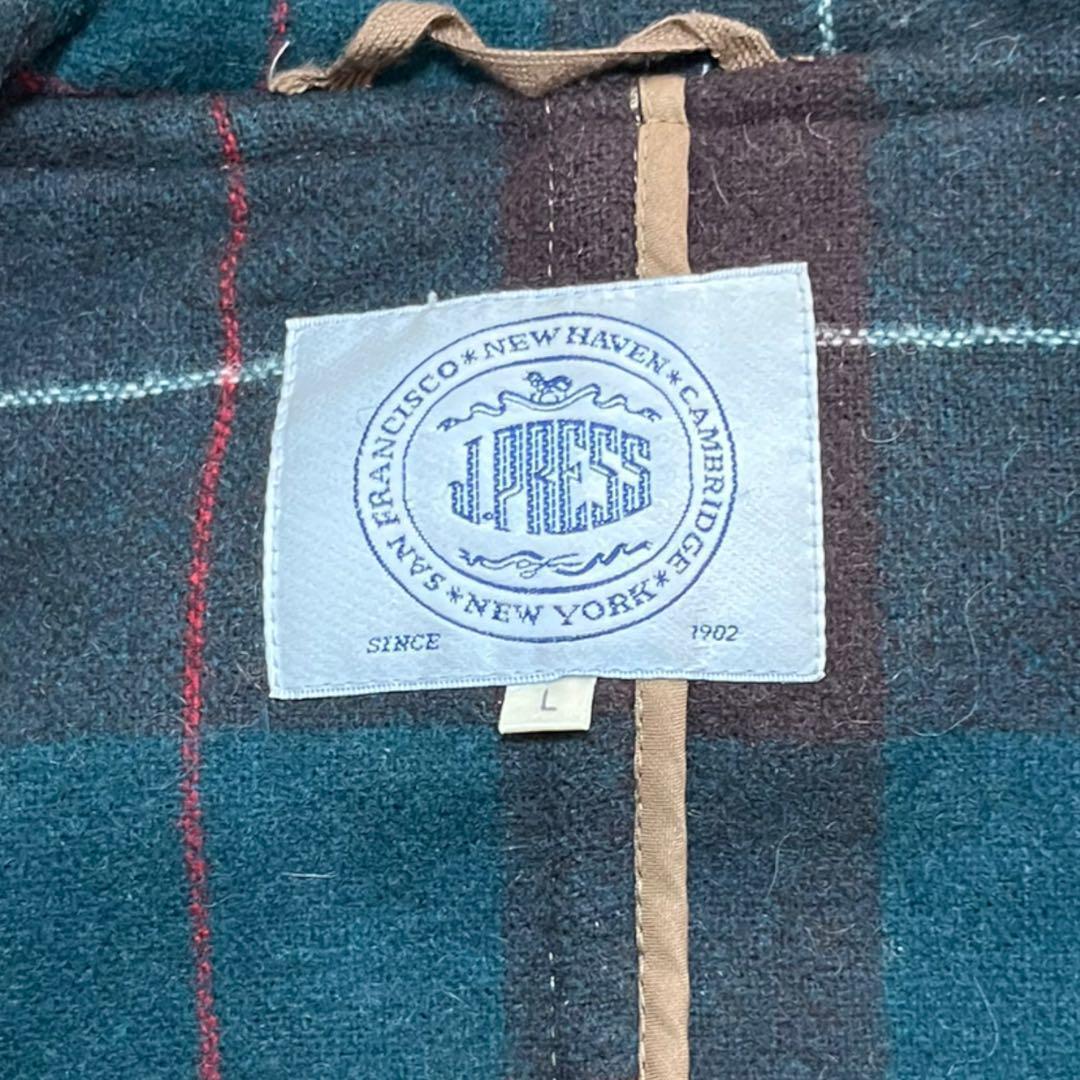 SAN FRANCISCO*NEW HAVEN*CAMBRIDGE*NEW YORK*
J.PRESS
SINCE 1902
L